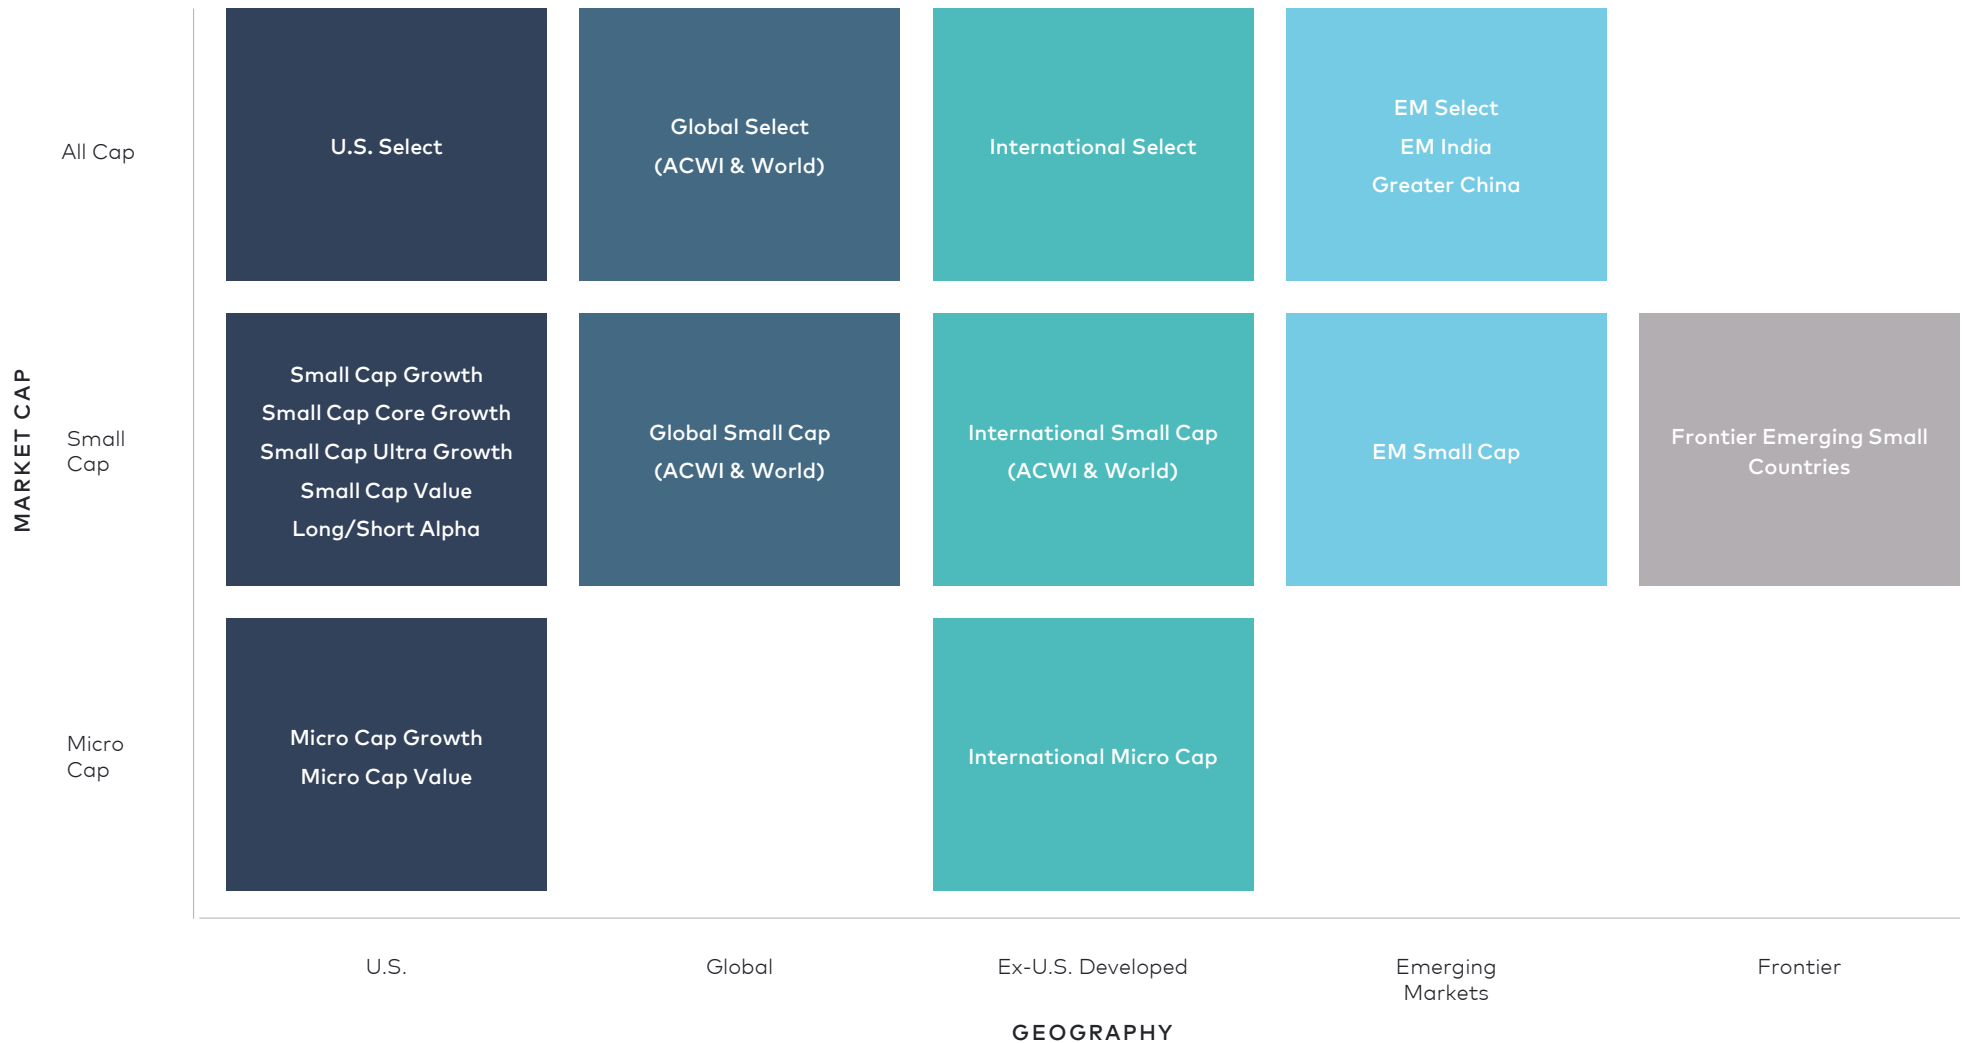 MARKET CAP
All Cap
U.S. Select
Global Select
(ACWI & World)
International Select
EM Select
EM India
Greater China
Small
Cap
Small Cap Growth
Small Cap Core Growth
Small Cap Ultra Growth
Small Cap Value
Long/Short Alpha
Global Small Cap
(ACWI & World)
International Small Cap
(ACWI & World)
EM Small Cap
Frontier Emerging Small
Countries
Micro
Cap
Micro Cap Growth
Micro Cap Value
International Micro Cap
U.S.
Global
Ex-U.S. Developed
Emerging
Markets
Frontier
GEOGRAPHY